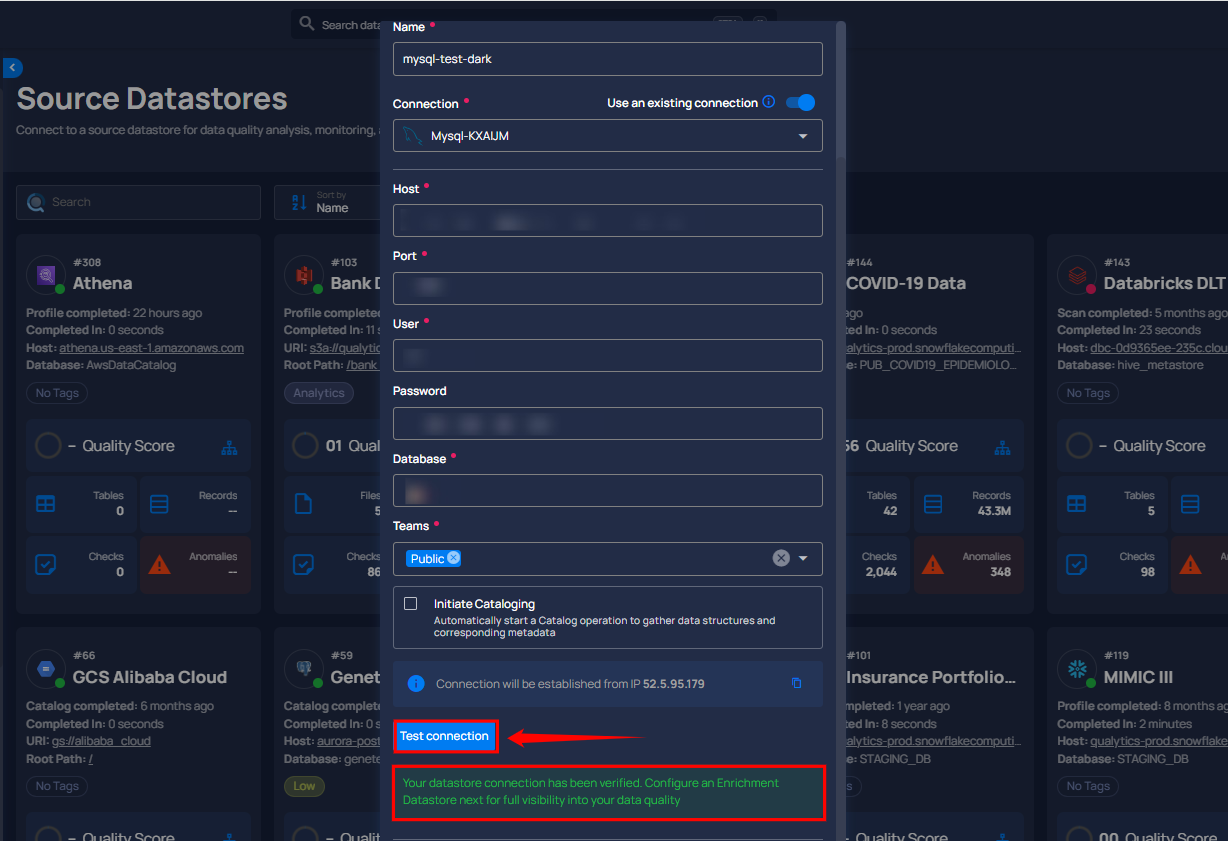 Search data
Source Datastores
Connect to a source datastore for data quality analysis, monitoring,
Search
Sort by
Name
Name *
mysql-test-dark
Connection *
Use an existing connection
Mysql-KXAIJM
Host *
Port *
User *
Password
Database *
Teams *
Public
Initiate Cataloging
Automatically start a Catalog operation to gather data structures and
corresponding metadata
Connection will be established from IP 52.5.95.179
Test connection
Your datastore connection has been verified. Configure an Enrichment
Datastore next for full visibility into your data quality
#308
Athena
Profile completed: 22 hours ago
Completed In: 0 seconds
Host: athena.us-east-1.amazonaws.com
Database: AwsDataCatalog
No Tags
– Quality Score
Tables
0
Records
--
Checks
0
Anomalies
--
#103
Bank D
Profile completed
Completed In: 11 s
URI: s3a://qualytic
Root Path: /bank_
Analytics
01 Qual
Files
5
Checks
86
#144
COVID-19 Data
ago
ed In: 0 seconds
alytics-prod.snowflakecomputi...
e: PUB_COVID19_EPIDEMIOLO...
56 Quality Score
Tables
42
Records
43.3M
Checks
2,044
Anomalies
348
#143
Databricks DLT
Scan completed: 5 months ago
Completed In: 23 seconds
Host: dbc-0d9365ee-235c.clou
Database: hive_metastore
No Tags
– Quality Score
Tables
5
Checks
98
#66
GCS Alibaba Cloud
Catalog completed: 6 months ago
Completed In: 0 seconds
URI: gs://alibaba_cloud
Root Path: /
No Tags
– Quality Score
#59
Genet
Catalog complete
Completed In: 0 s
Host: aurora-post
Database: genete
Low
– Quali
#101
Insurance Portfolio...
mpleted: 1 year ago
ed In: 8 seconds
alytics-prod.snowflakecomputi...
e: STAGING_DB
s
Quality Score
#119
MIMIC III
Profile completed: 8 months ag
Completed In: 2 minutes
Host: qualytics-prod.snowflake
Database: STAGING_DB
No Tags
00 Quality Score